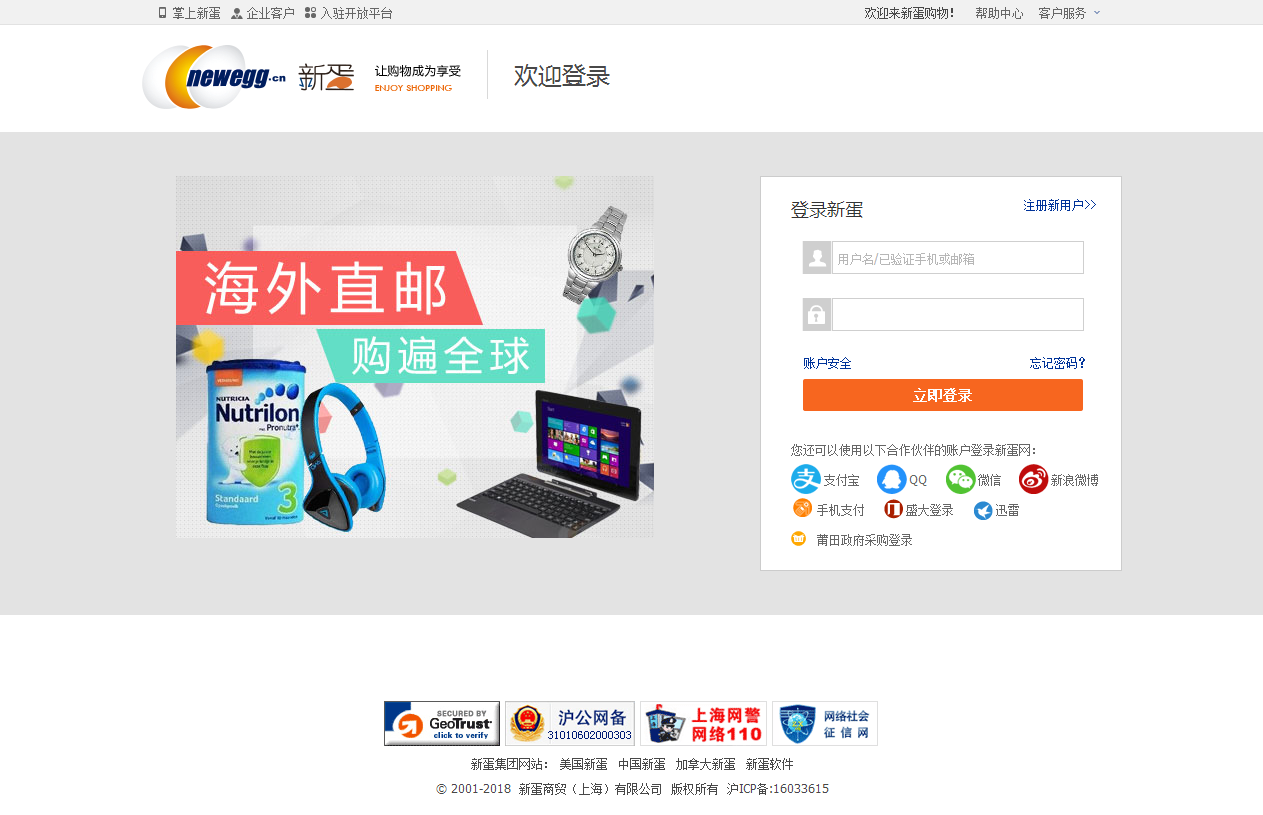 掌上新蛋 企业客户 入驻开放平台 欢迎来新蛋购物! 帮助中心 客户服务
newegg.cn 新蛋 让购物成为享受 欢迎登录
ENJOY SHOPPING
海外直邮
购遍全球
NUTRICIA
Nutrilon
Pronutra
Standaard
3
登录新蛋 注册新用户>>
用户名/已验证手机或邮箱
账户安全 忘记密码?
立即登录
您还可以使用以下合作伙伴的账户登录新蛋网:
支付宝 QQ 微信 新浪微博
手机支付 盛大登录 迅雷
莆田政府采购登录
SECURED BY
GeoTrust
click to verify
沪公网备
31010602000303
上海网警
网络110
网络社会
征信网
新蛋集团网站: 美国新蛋 中国新蛋 加拿大新蛋 新蛋软件
© 2001-2018 新蛋商贸（上海）有限公司 版权所有 沪ICP备:16033615